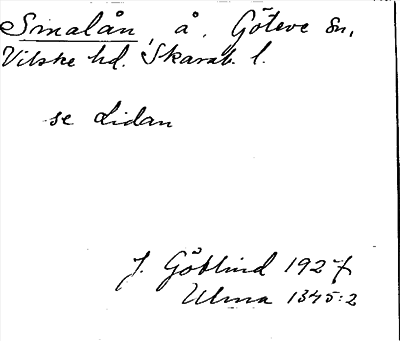 Smalån, å. Göteve sn,
Vilske hd. Skarab. l.
se Lidan
J. Götlind 1927
Ulma 1345:2